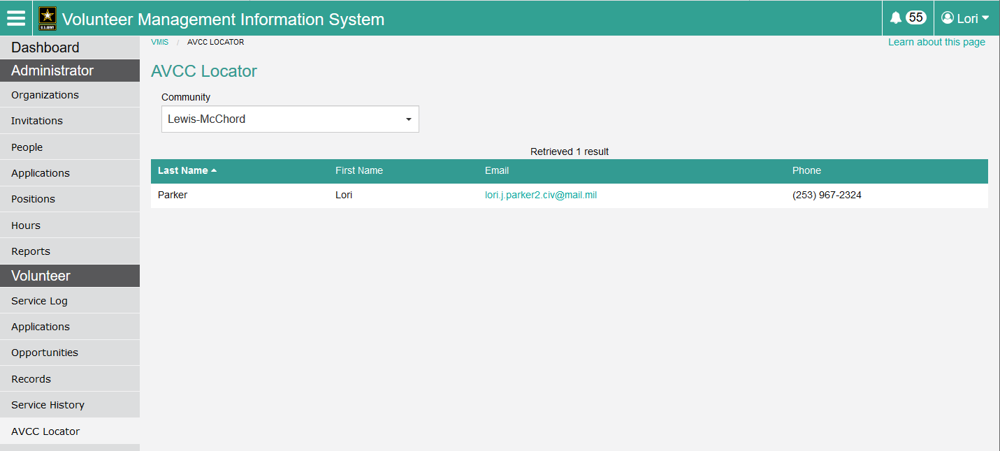 Volunteer Management Information System
55
Lori
U.S. ARMY
Dashboard
Administrator
Organizations
Invitations
People
Applications
Positions
Hours
Reports
Volunteer
Service Log
Applications
Opportunities
Records
Service History
AVCC Locator
VMIS / AVCC LOCATOR
Learn about this page
AVCC Locator
Community
Lewis-McChord
Retrieved 1 result
Last Name First Name Email Phone
Parker Lori lori.j.parker2.civ@mail.mil (253) 967-2324